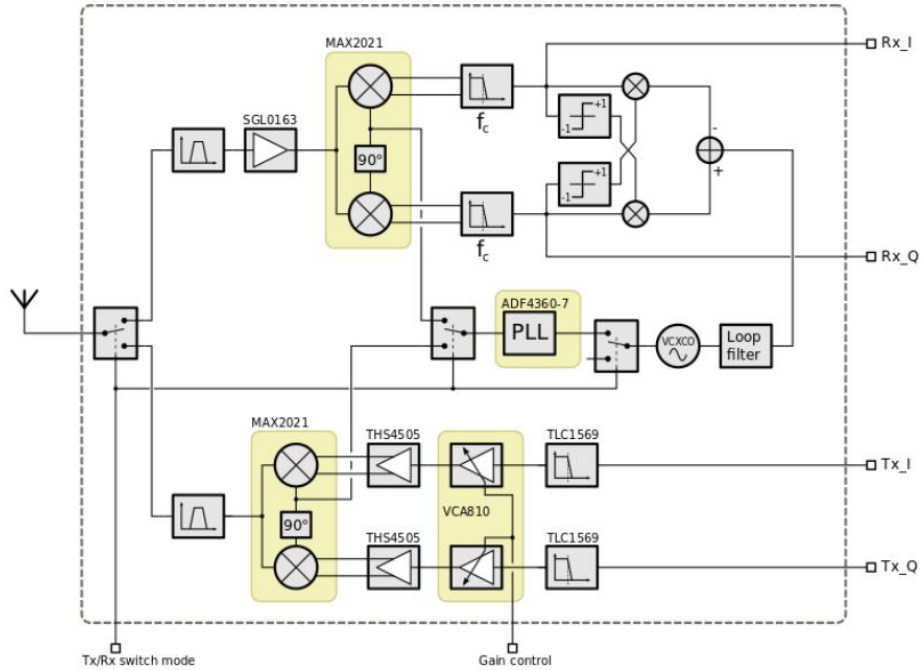 MAX2021
Rx_I
SGL0163
fc
+1
-1
-
90°
+
+1
-1
fc
Rx_Q
ADF4360-7
PLL
VCXCO
Loop
filter
MAX2021
THS4505
TLC1569
Tx_I
VCA810
90°
THS4505
TLC1569
Tx_Q
Tx/Rx switch mode
Gain control